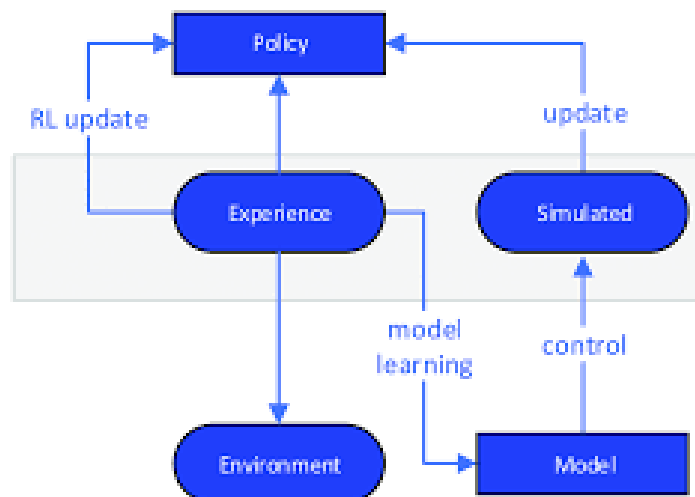 Policy
RL update
update
Experience
Simulated
model
learning
control
Environment
Model